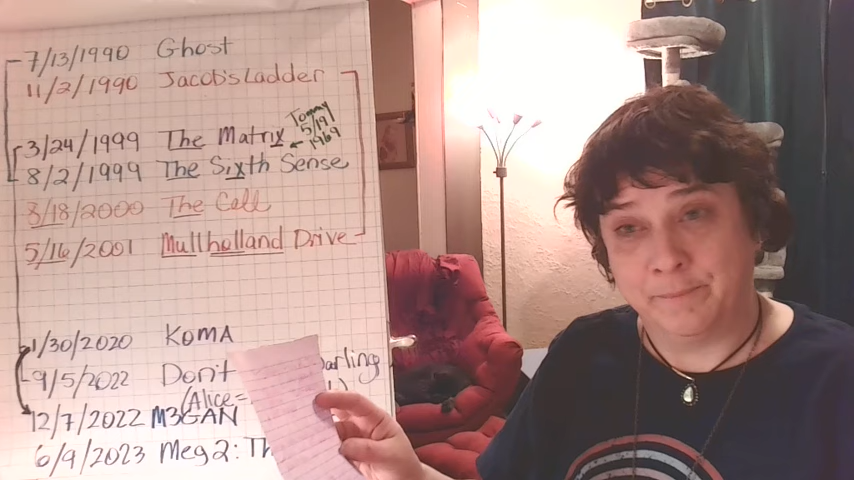 7/13/1990 Ghost
11/2/1990 Jacob's Ladder
Tommy
5/19/
1969
3/24/1999 The Matrix
8/2/1999 The Sixth Sense
8/18/2000 The Cell
5/16/2001 Mullholland Drive
1/30/2020 KOMA
9/5/2022 Don't arling
(Alice=
12/7/2022 M3GAN
6/9/2023 Meg 2: Th